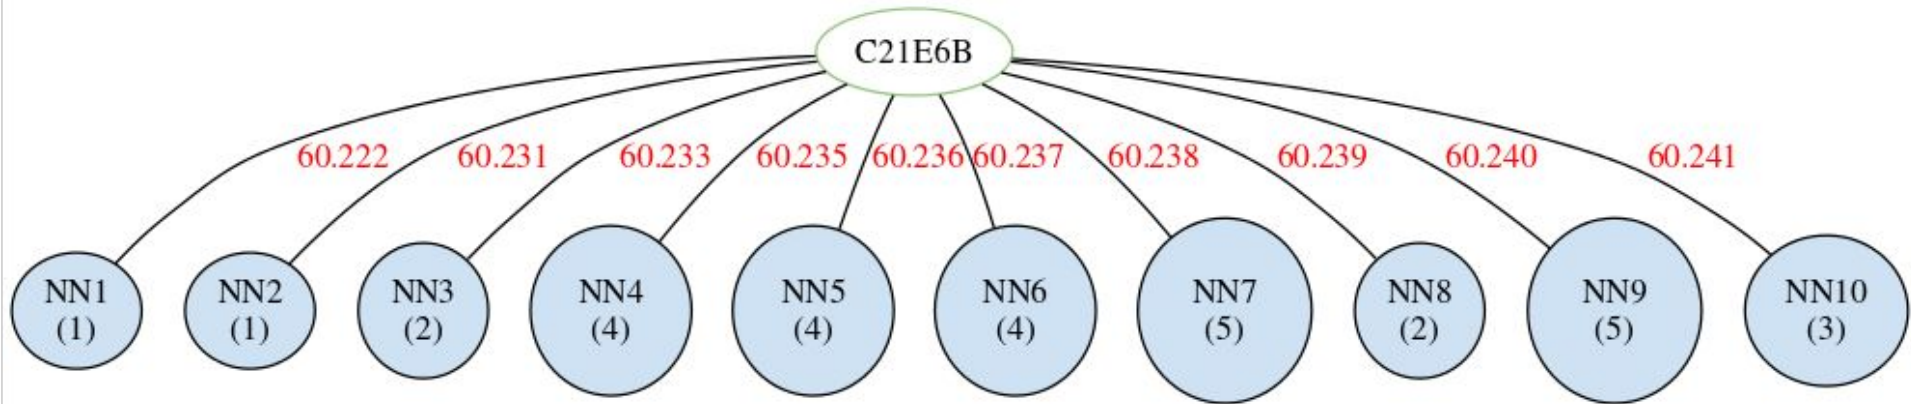 C21E6B
60.222 60.231 60.233 60.235 60.236 60.237 60.238 60.239 60.240 60.241
NN1 NN2 NN3 NN4 NN5 NN6 NN7 NN8 NN9 NN10
(1) (1) (2) (4) (4) (4) (5) (2) (5) (3)